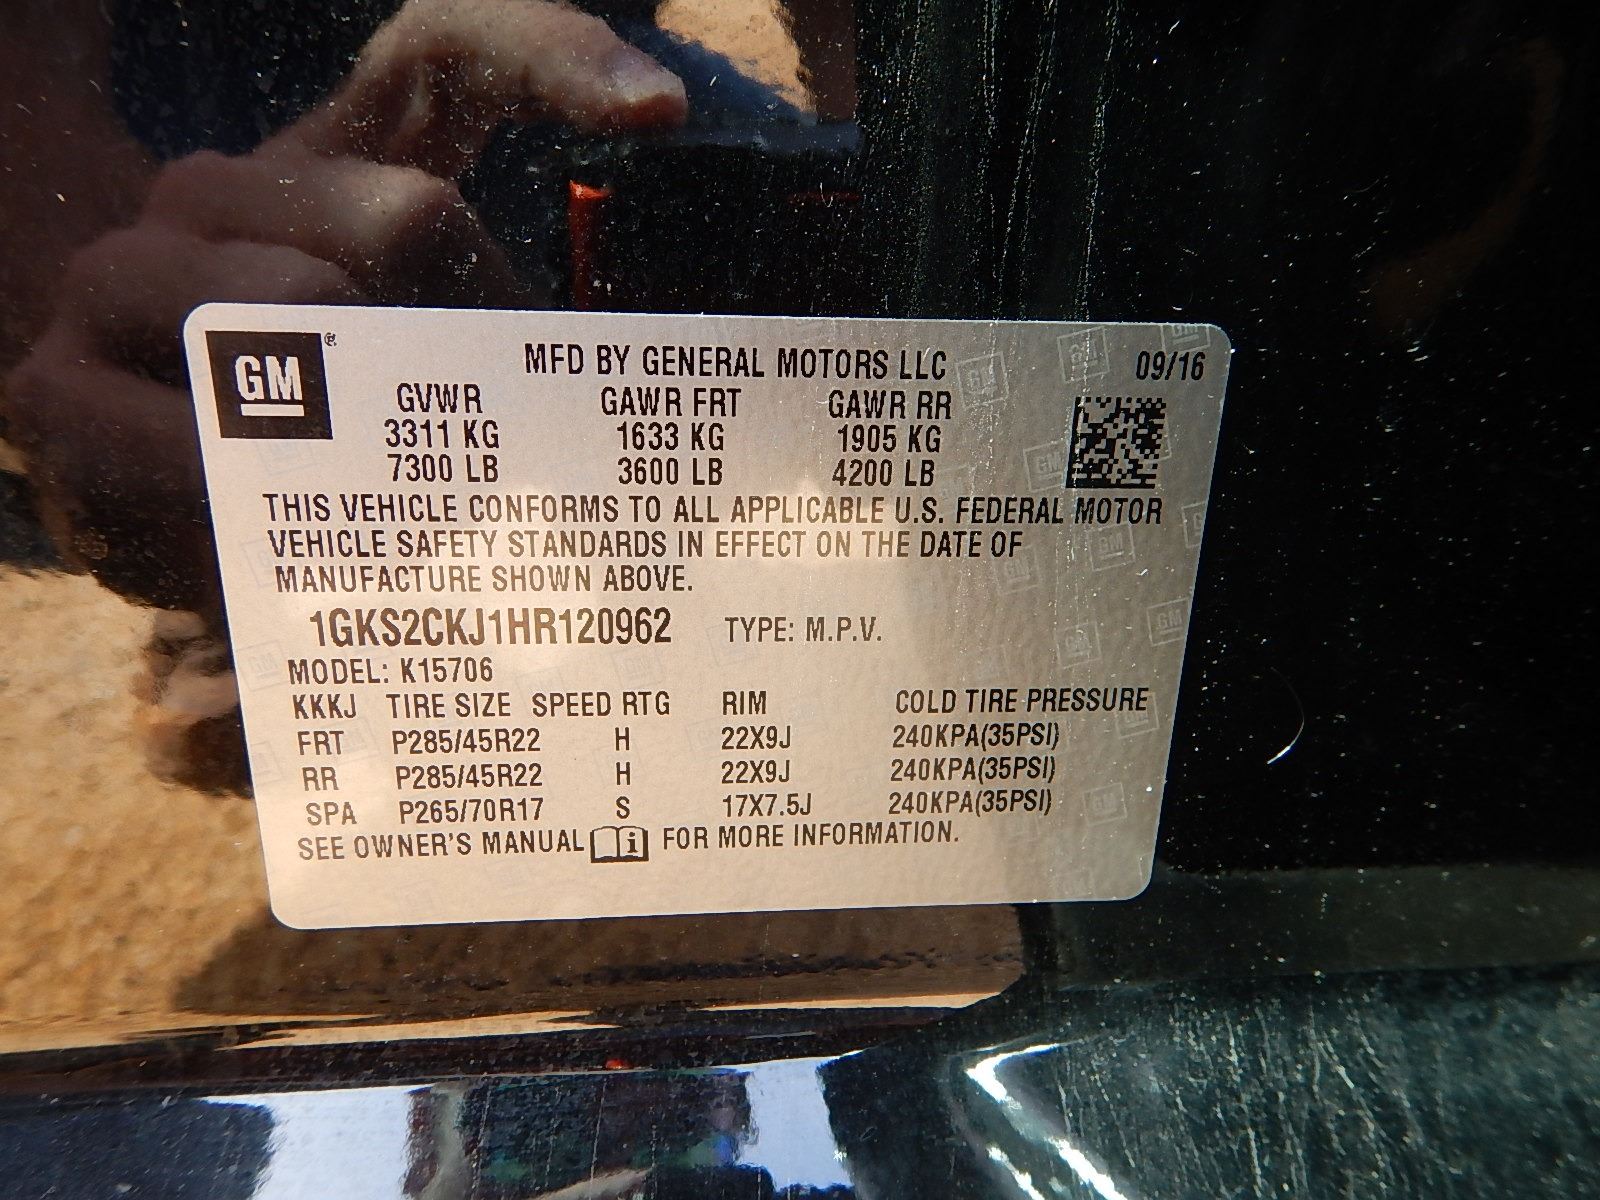 GM®
MFD BY GENERAL MOTORS LLC 09/16
GVWR GAWR FRT GAWR RR
3311 KG 1633 KG 1905 KG
7300 LB 3600 LB 4200 LB
THIS VEHICLE CONFORMS TO ALL APPLICABLE U.S. FEDERAL MOTOR
VEHICLE SAFETY STANDARDS IN EFFECT ON THE DATE OF
MANUFACTURE SHOWN ABOVE.
1GKS2CKJ1HR120962 TYPE: M.P.V.
MODEL: K15706
KKKJ TIRE SIZE SPEED RTG RIM COLD TIRE PRESSURE
FRT P285/45R22 H 22X9J 240KPA(35PSI)
RR P285/45R22 H 22X9J 240KPA(35PSI)
SPA P265/70R17 S 17X7.5J 240KPA(35PSI)
SEE OWNER'S MANUAL i FOR MORE INFORMATION.